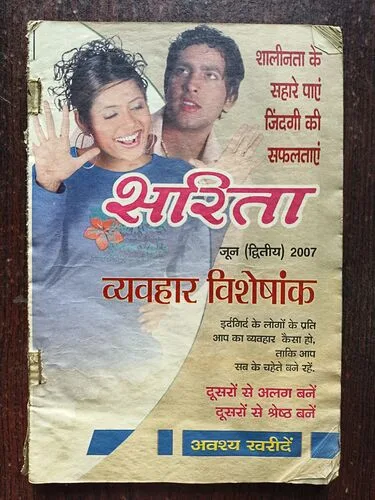 शालीनता के
सहारे पाएं
जिंदगी की
सफलताएं
सरिता
जून (द्वितीय) 2007
व्यवहार विशेषांक
इर्दगिर्द के लोगों के प्रति
आप का व्यवहार कैसा हो,
ताकि आप
सब के चहेते बने रहें.
दूसरों से अलग बनें
दूसरों से श्रेष्ठ बनें
अवश्य खरीदें